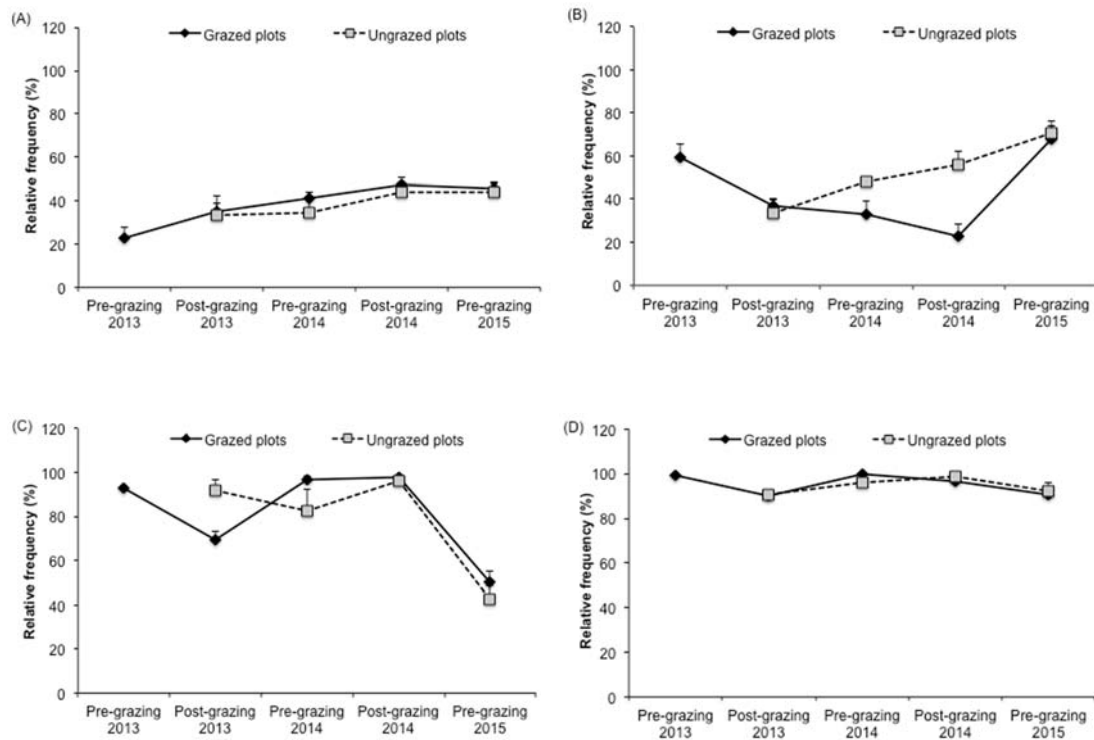 (A)
Grazed plots
Ungrazed plots
Relative frequency (%)
120
100
80
60
40
20
0
Pre-grazing Post-grazing Pre-grazing Post-grazing Pre-grazing
2013 2013 2014 2014 2015
(B)
Grazed plots
Ungrazed plots
Relative frequency (%)
120
100
80
60
40
20
0
Pre-grazing Post-grazing Pre-grazing Post-grazing Pre-grazing
2013 2013 2014 2014 2015
(C)
Grazed plots
Ungrazed plots
Relative frequency (%)
120
100
80
60
40
20
0
Pre-grazing Post-grazing Pre-grazing Post-grazing Pre-grazing
2013 2013 2014 2014 2015
(D)
Grazed plots
Ungrazed plots
Relative frequency (%)
120
100
80
60
40
20
0
Pre-grazing Post-grazing Pre-grazing Post-grazing Pre-grazing
2013 2013 2014 2014 2015